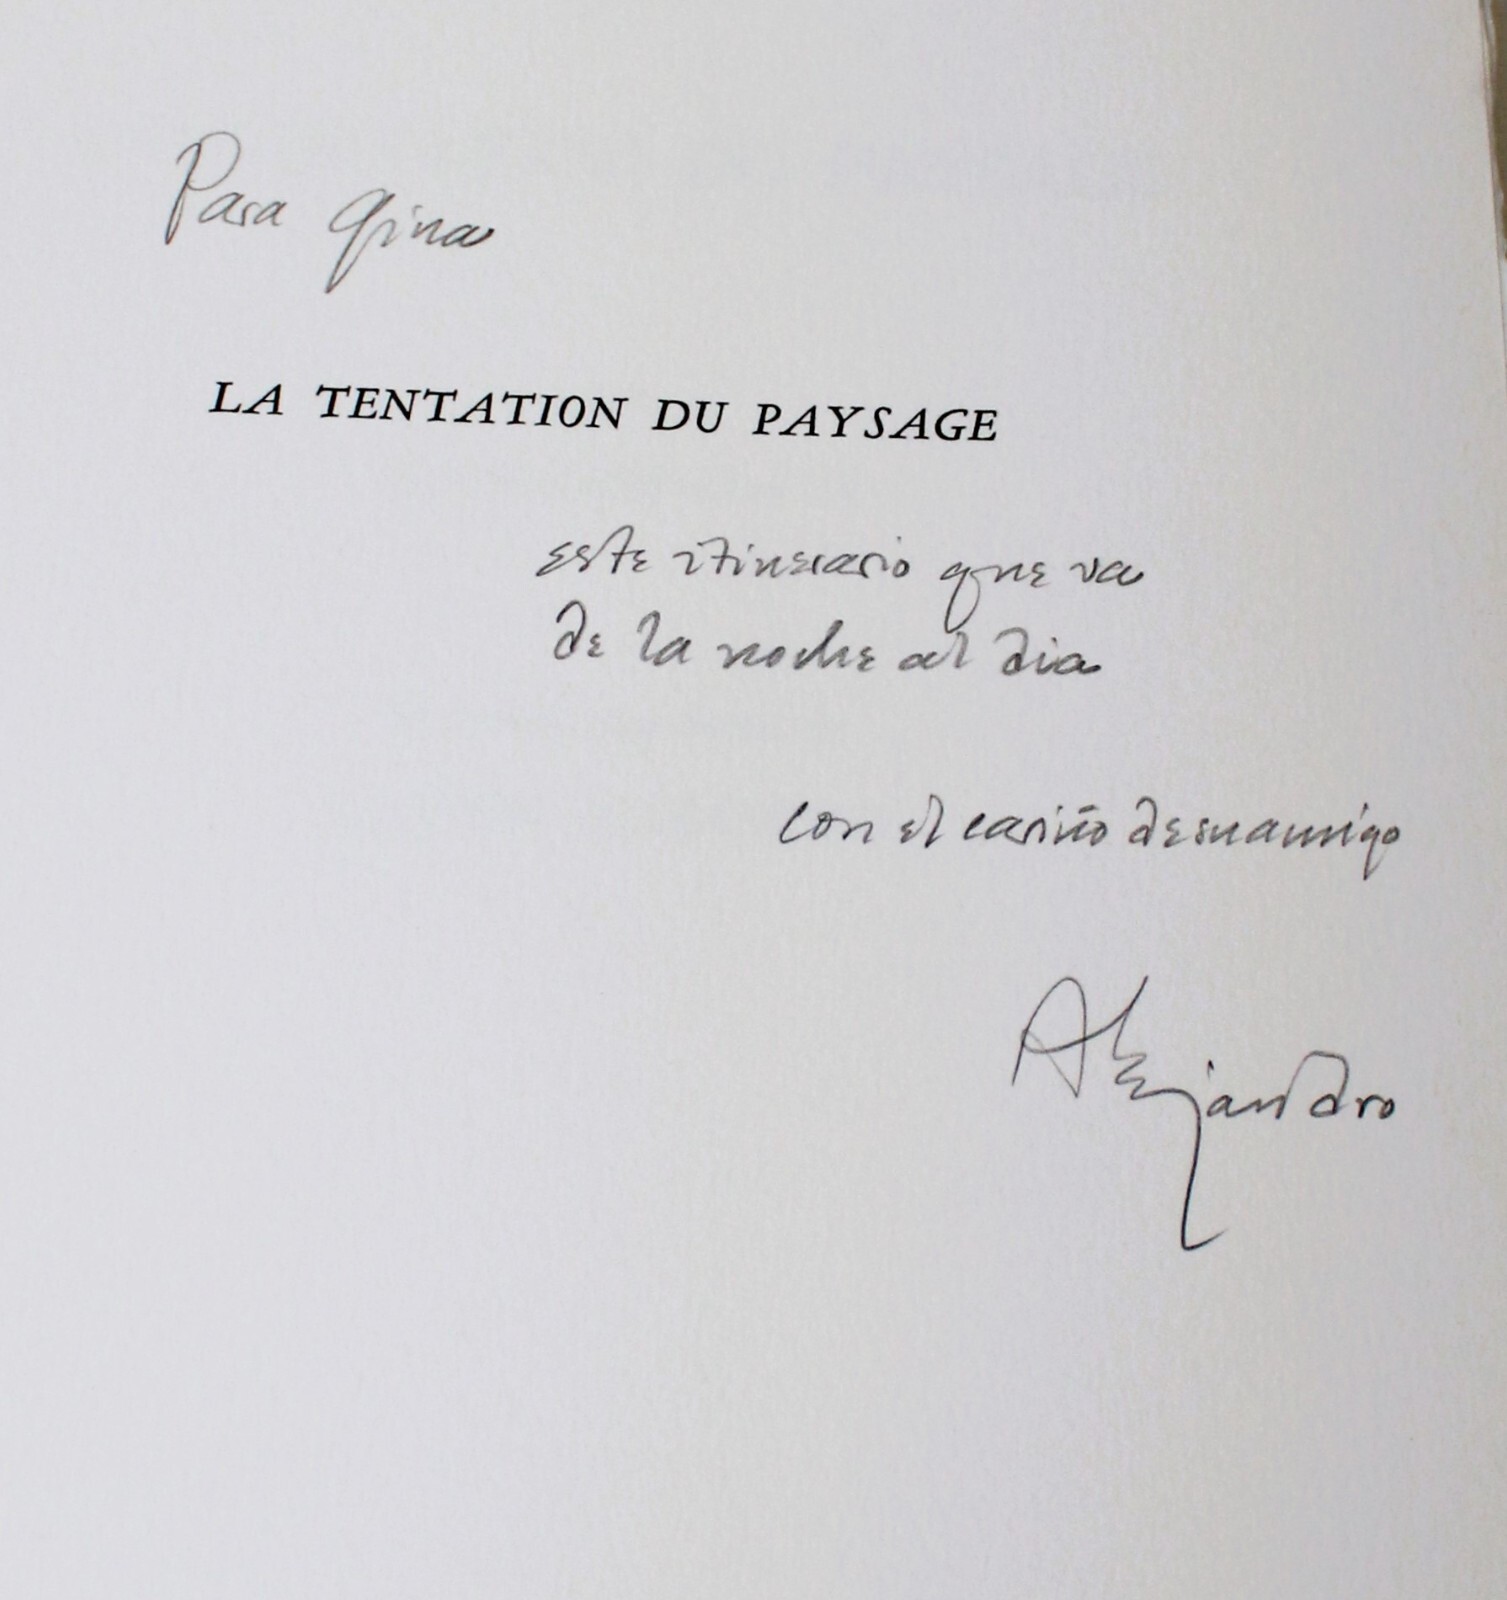 Para Gina
LA TENTATION DU PAYSAGE
este itinerario que va
de la noche al dia
con el cariño de su amigo
Alejandro